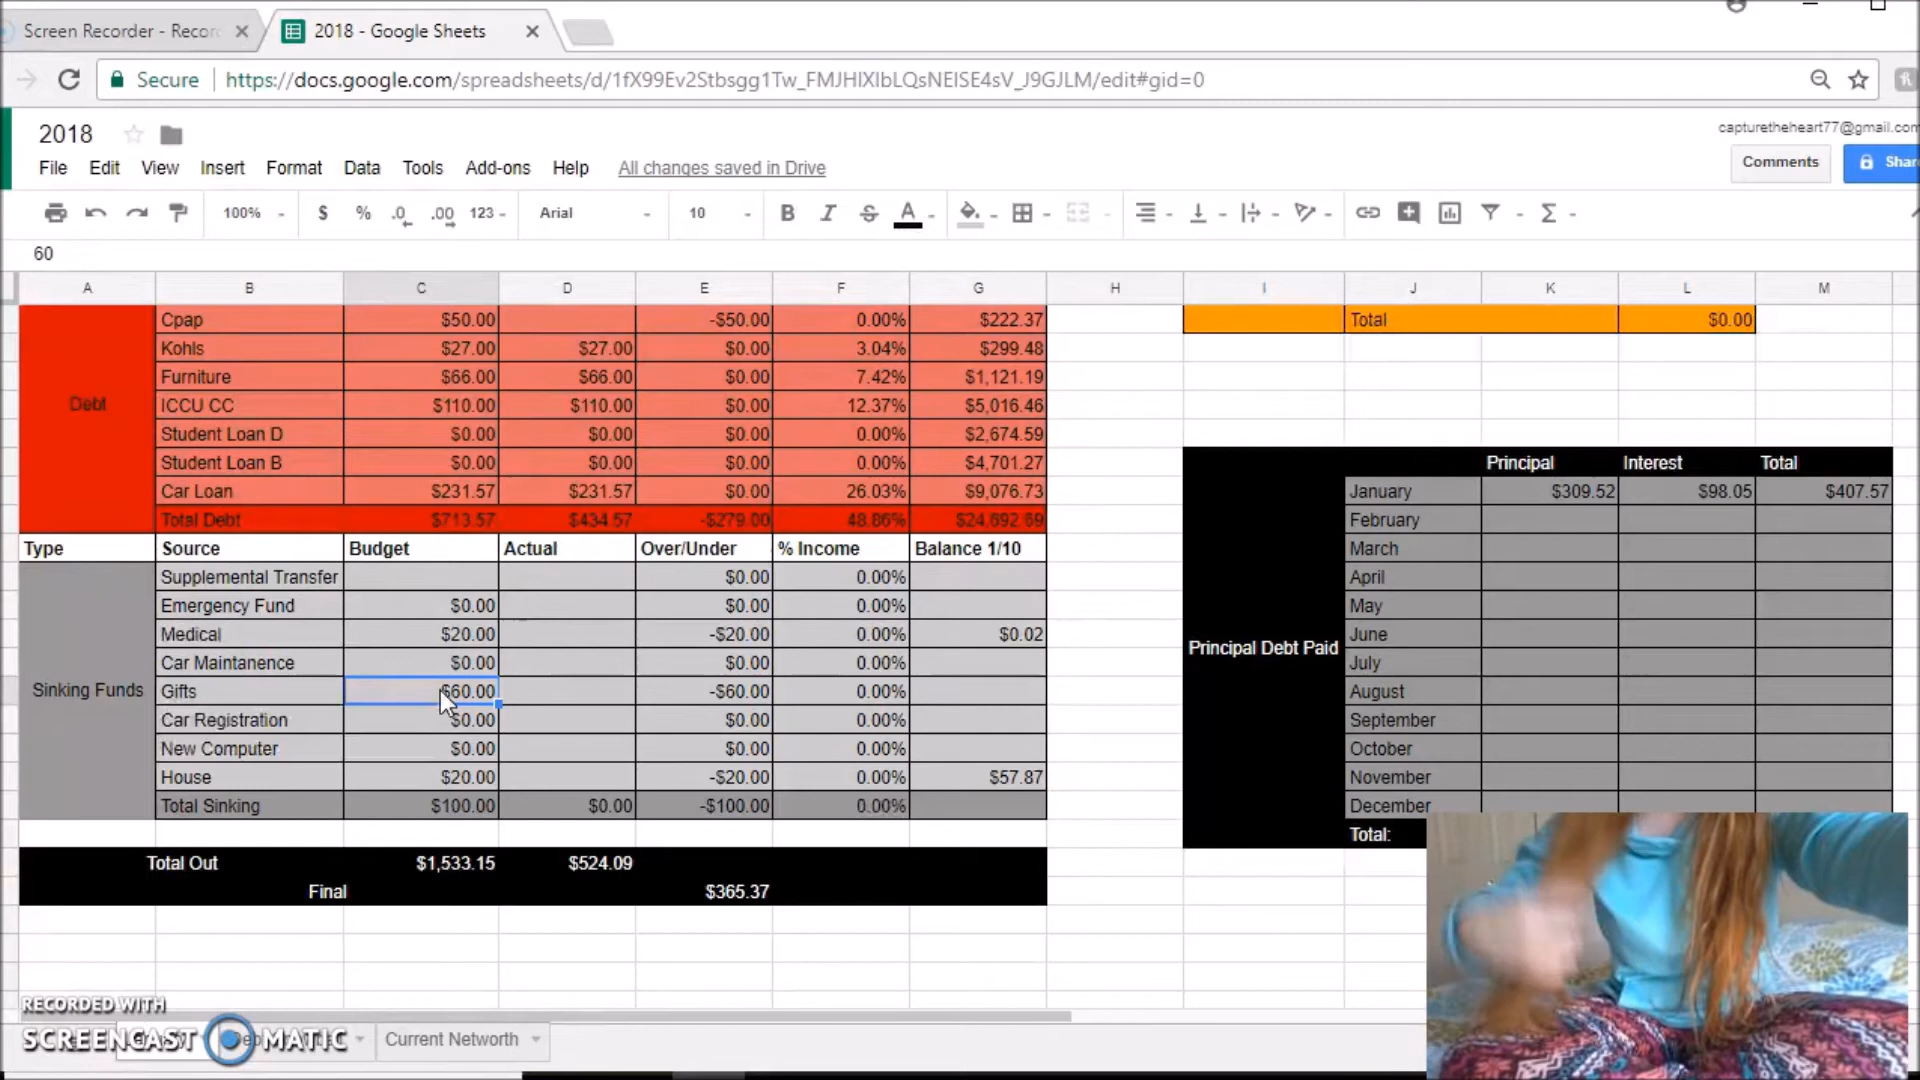 Screen Recorder - Recor
2018 - Google Sheets
Secure https://docs.google.com/spreadsheets/d/1fX99Ev2Stbsgg1Tw_FMJHlXIbLQsNElSE4sV_J9GJLM/edit#gid=0
2018
capturetheheart77@gmail.com
File Edit View Insert Format Data Tools Add-ons Help All changes saved in Drive
Comments Shar
100% $ % .0 .00 123 Arial 10 B I S A Σ
60
A B C D E F G H I J K L M
Cpap $50.00 -$50.00 0.00% $222.37 Total $0.00
Kohls $27.00 $27.00 $0.00 3.04% $299.48
Furniture $66.00 $66.00 $0.00 7.42% $1,121.19
Debt ICCU CC $110.00 $110.00 $0.00 12.37% $5,016.46
Student Loan D $0.00 $0.00 $0.00 0.00% $2,674.59
Student Loan B $0.00 $0.00 $0.00 0.00% $4,701.27 Principal Interest Total
Car Loan $231.57 $231.57 $0.00 26.03% $9,076.73 January $309.52 $98.05 $407.57
Total Debt $713.57 $434.57 -$279.00 48.86% $24,692.69 February
Type Source Budget Actual Over/Under % Income Balance 1/10 March
Supplemental Transfer $0.00 0.00% April
Emergency Fund $0.00 $0.00 0.00% May
Medical $20.00 -$20.00 0.00% $0.02 June
Principal Debt Paid
Car Maintanence $0.00 $0.00 0.00% July
Sinking Funds Gifts $60.00 -$60.00 0.00% August
Car Registration $0.00 $0.00 0.00% September
New Computer $0.00 $0.00 0.00% October
House $20.00 -$20.00 0.00% $57.87 November
Total Sinking $100.00 $0.00 -$100.00 0.00% December
Total:
Total Out $1,533.15 $524.09
Final $365.37
RECORDED WITH
SCREENCAST MATIC
Current Networth